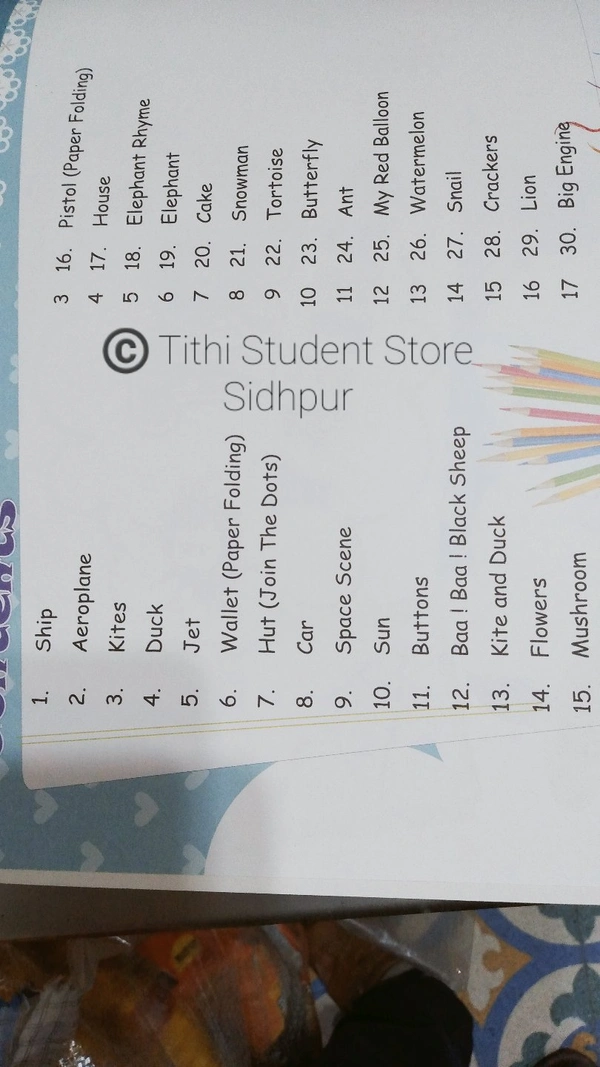 1. Ship 3 16. Pistol (Paper Folding)
2. Aeroplane 4 17. House
3. Kites 5 18. Elephant Rhyme
4. Duck 6 19. Elephant
5. Jet 7 20. Cake
6. Wallet (Paper Folding) 8 21. Snowman
7. Hut (Join The Dots) 9 22. Tortoise
8. Car 10 23. Butterfly
9. Space Scene 11 24. Ant
10. Sun 12 25. My Red Balloon
11. Buttons 13 26. Watermelon
12. Baa ! Baa ! Black Sheep 14 27. Snail
13. Kite and Duck 15 28. Crackers
14. Flowers 16 29. Lion
15. Mushroom 17 30. Big Engine
© Tithi Student Store
Sidhpur